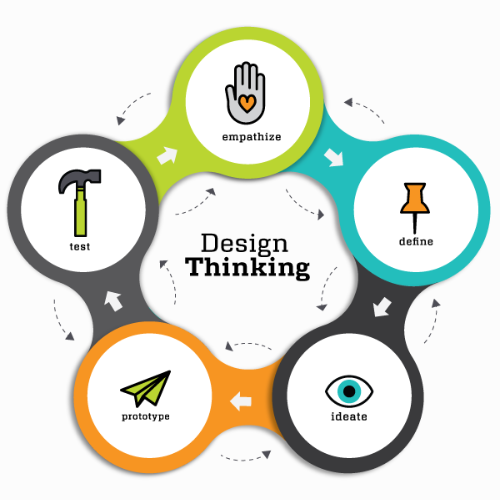 empathize
define
ideate
prototype
test
Design
Thinking